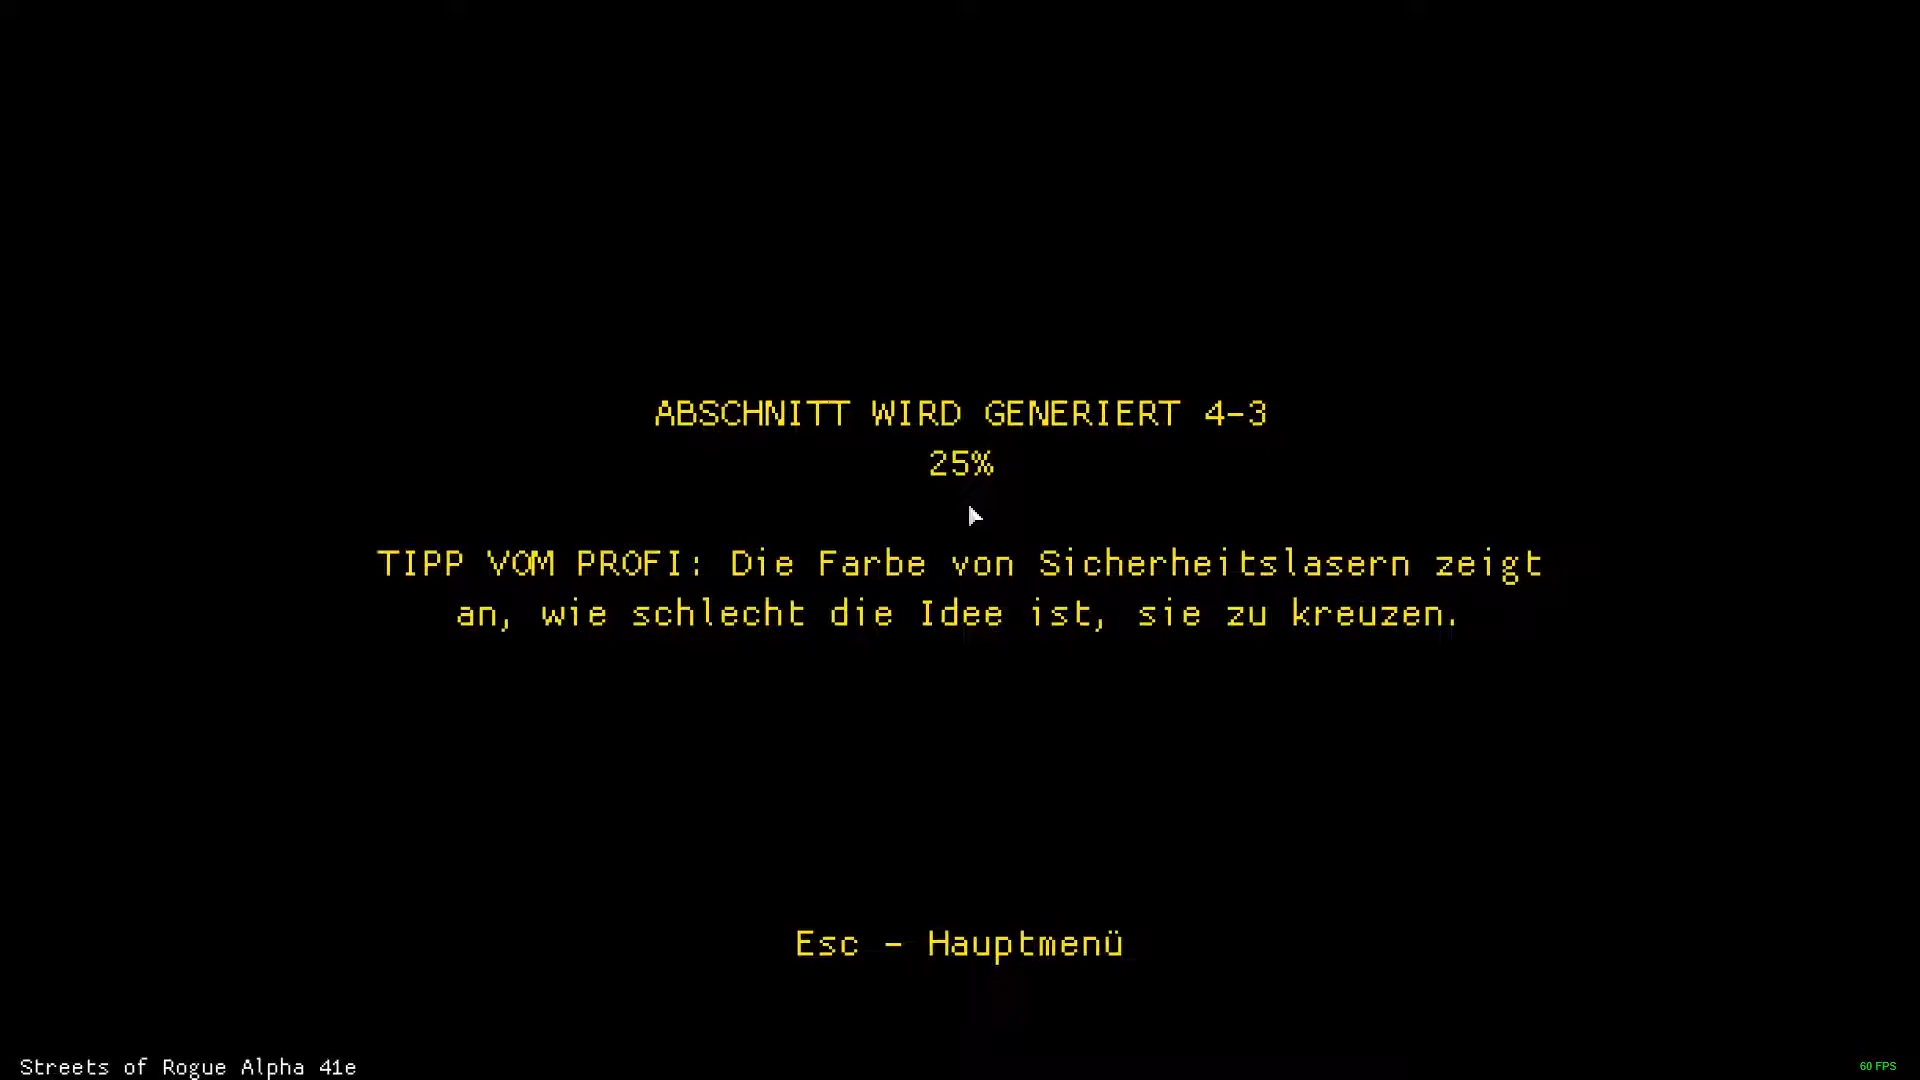 ABSCHNITT WIRD GENERIERT 4-3
25%
TIPP VOM PROFI: Die Farbe von Sicherheitslasern zeigt
an, wie schlecht die Idee ist, sie zu kreuzen.
Esc - Hauptmenü
Streets of Rogue Alpha 41e
60 FPS